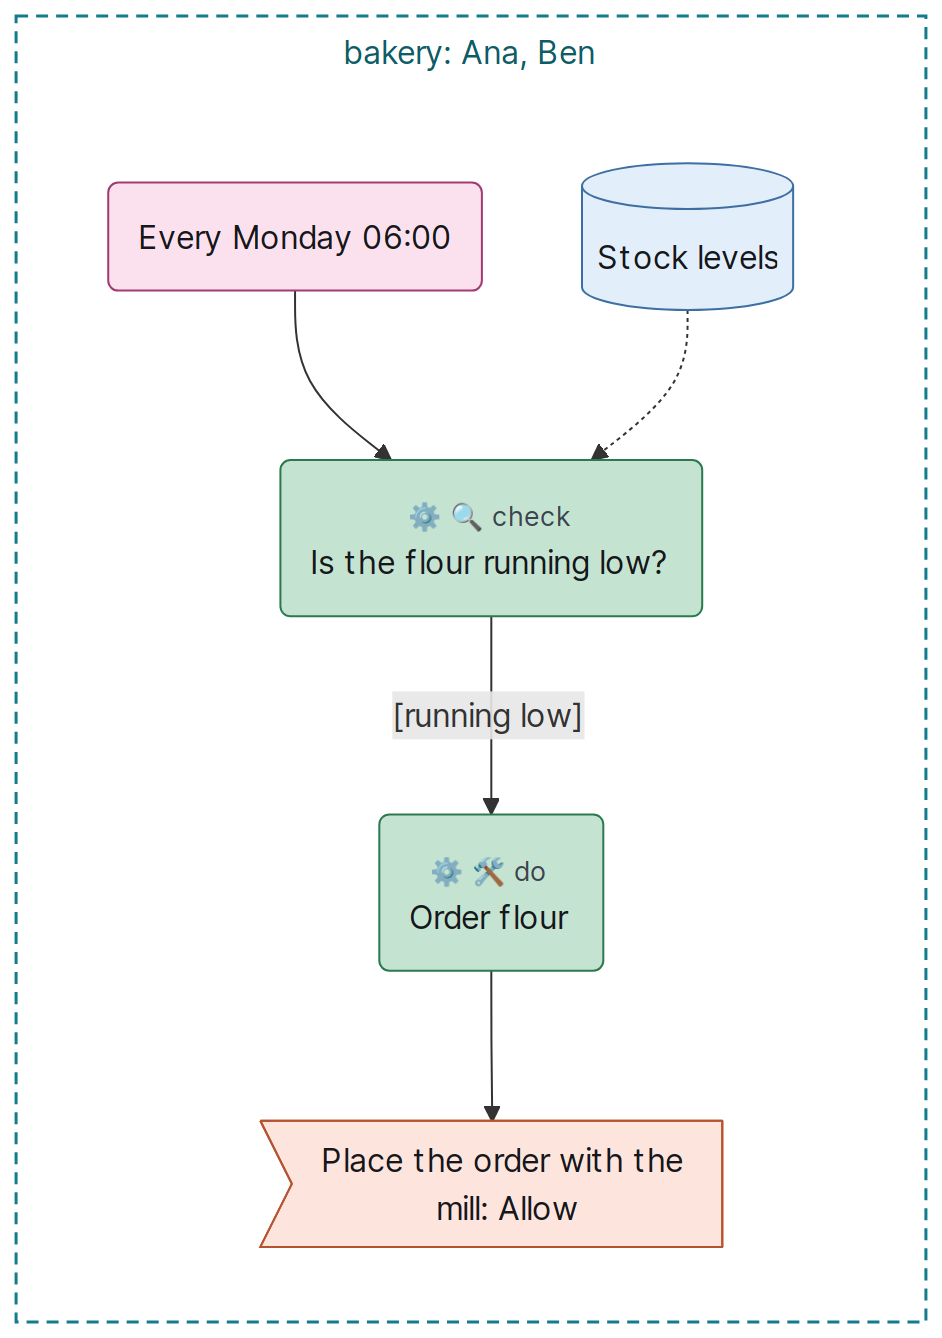 bakery: Ana, Ben
Every Monday 06:00
Stock levels
check
Is the flour running low?
[running low]
do
Order flour
Place the order with the
mill: Allow